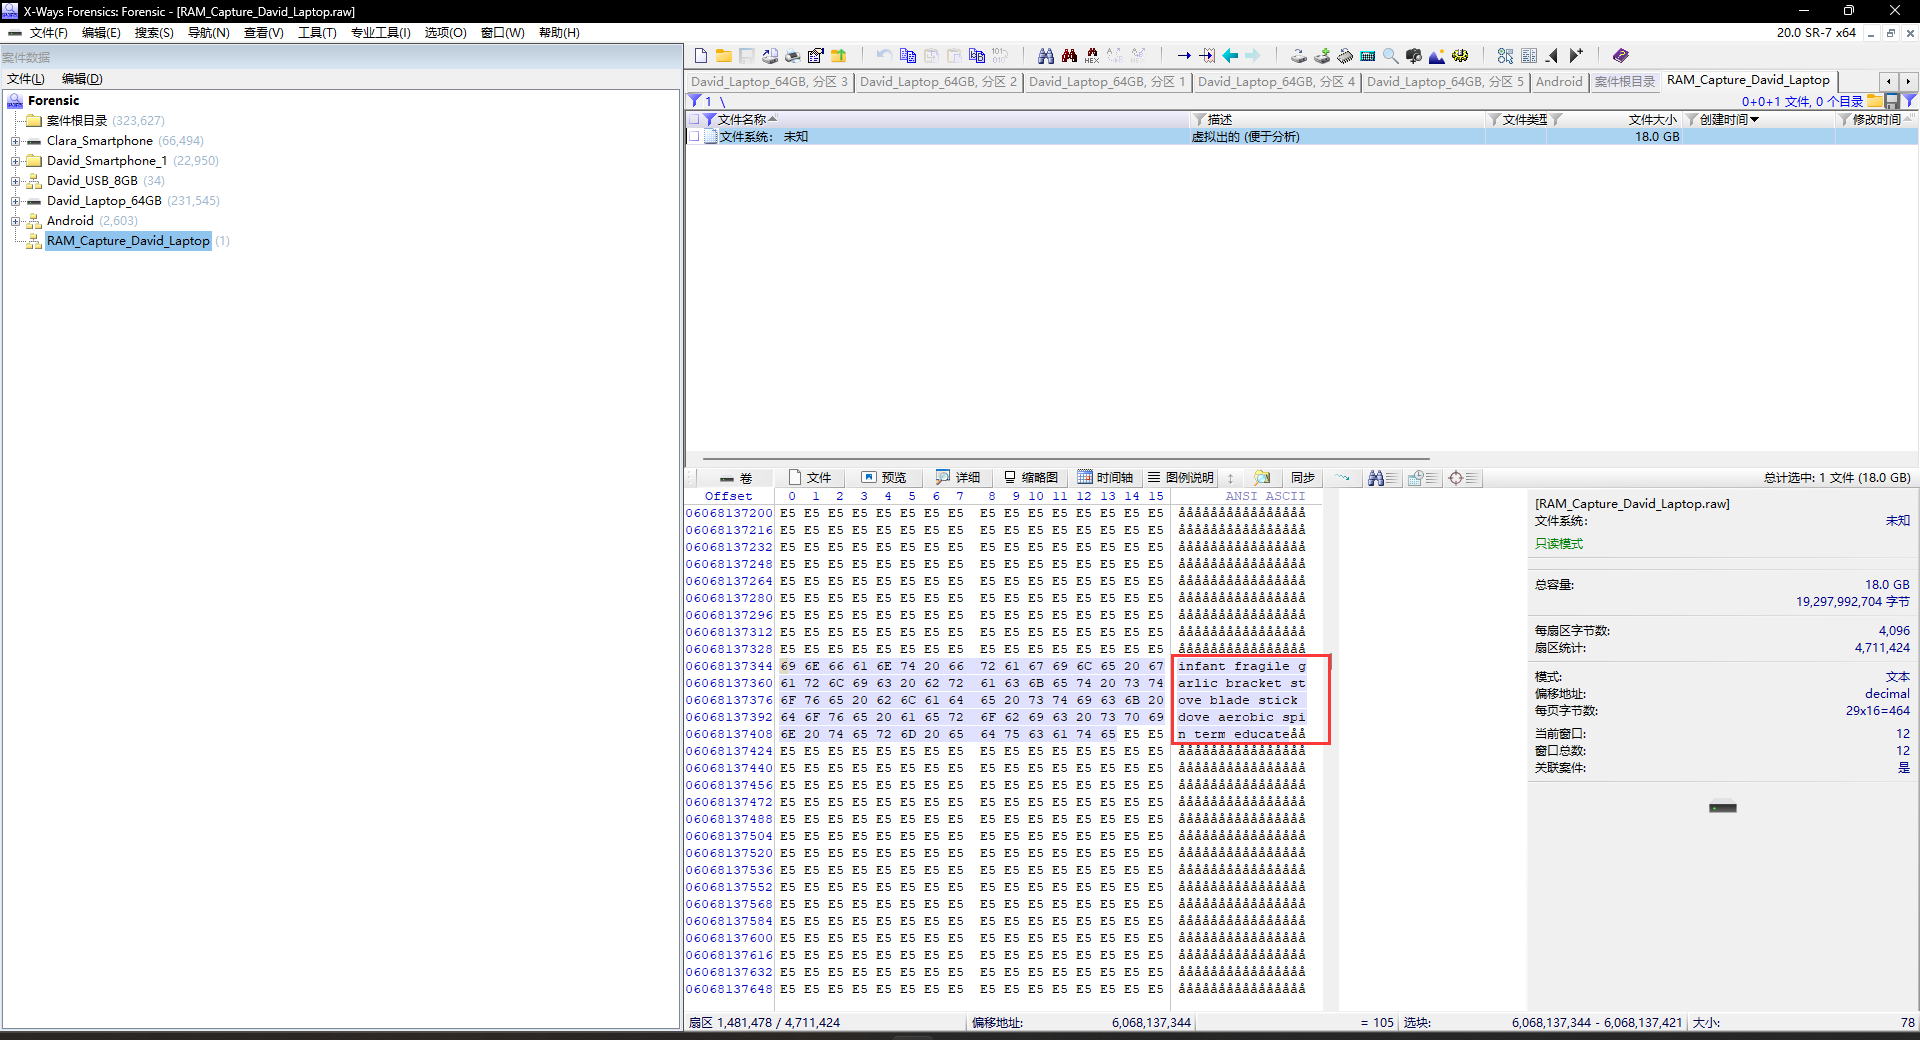 X-Ways Forensics: Forensic - [RAM_Capture_David_Laptop.raw]
文件(F) 编辑(E) 搜索(S) 导航(N) 查看(V) 工具(T) 专业工具(I) 选项(O) 窗口(W) 帮助(H) 20.0 SR-7 x64
案件数据
文件(L) 编辑(D)
Forensic
案件根目录 (323,627)
Clara_Smartphone (66,494)
David_Smartphone_1 (22,950)
David_USB_8GB (34)
David_Laptop_64GB (231,545)
Android (2,603)
RAM_Capture_David_Laptop (1)
David_Laptop_64GB, 分区 3 David_Laptop_64GB, 分区 2 David_Laptop_64GB, 分区 1 David_Laptop_64GB, 分区 4 David_Laptop_64GB, 分区 5 Android 案件根目录 RAM_Capture_David_Laptop
1 \ 0+0+1 文件, 0 个目录
文件名称 描述 文件类型 文件大小 创建时间 修改时间
文件系统: 未知 虚拟出的 (便于分析) 18.0 GB
卷 文件 预览 详细 缩略图 时间轴 图例说明 同步 总计选中: 1 文件 (18.0 GB)
Offset 0 1 2 3 4 5 6 7 8 9 10 11 12 13 14 15 ANSI ASCII
06068137200 E5 E5 E5 E5 E5 E5 E5 E5 E5 E5 E5 E5 E5 E5 E5 E5 åååååååååååååååå
06068137216 E5 E5 E5 E5 E5 E5 E5 E5 E5 E5 E5 E5 E5 E5 E5 E5 åååååååååååååååå
06068137232 E5 E5 E5 E5 E5 E5 E5 E5 E5 E5 E5 E5 E5 E5 E5 E5 åååååååååååååååå
06068137248 E5 E5 E5 E5 E5 E5 E5 E5 E5 E5 E5 E5 E5 E5 E5 E5 åååååååååååååååå
06068137264 E5 E5 E5 E5 E5 E5 E5 E5 E5 E5 E5 E5 E5 E5 E5 E5 åååååååååååååååå
06068137280 E5 E5 E5 E5 E5 E5 E5 E5 E5 E5 E5 E5 E5 E5 E5 E5 åååååååååååååååå
06068137296 E5 E5 E5 E5 E5 E5 E5 E5 E5 E5 E5 E5 E5 E5 E5 E5 åååååååååååååååå
06068137312 E5 E5 E5 E5 E5 E5 E5 E5 E5 E5 E5 E5 E5 E5 E5 E5 åååååååååååååååå
06068137328 E5 E5 E5 E5 E5 E5 E5 E5 E5 E5 E5 E5 E5 E5 E5 E5 åååååååååååååååå
06068137344 69 6E 66 61 6E 74 20 66 72 61 67 69 6C 65 20 67 infant fragile g
06068137360 61 72 6C 69 63 20 62 72 61 63 6B 65 74 20 73 74 arlic bracket st
06068137376 6F 76 65 20 62 6C 61 64 65 20 73 74 69 63 6B 20 ove blade stick
06068137392 64 6F 76 65 20 61 65 72 6F 62 69 63 20 73 70 69 dove aerobic spi
06068137408 6E 20 74 65 72 6D 20 65 64 75 63 61 74 65 E5 E5 n term educateåå
06068137424 E5 E5 E5 E5 E5 E5 E5 E5 E5 E5 E5 E5 E5 E5 E5 E5 åååååååååååååååå
06068137440 E5 E5 E5 E5 E5 E5 E5 E5 E5 E5 E5 E5 E5 E5 E5 E5 åååååååååååååååå
06068137456 E5 E5 E5 E5 E5 E5 E5 E5 E5 E5 E5 E5 E5 E5 E5 E5 åååååååååååååååå
06068137472 E5 E5 E5 E5 E5 E5 E5 E5 E5 E5 E5 E5 E5 E5 E5 E5 åååååååååååååååå
06068137488 E5 E5 E5 E5 E5 E5 E5 E5 E5 E5 E5 E5 E5 E5 E5 E5 åååååååååååååååå
06068137504 E5 E5 E5 E5 E5 E5 E5 E5 E5 E5 E5 E5 E5 E5 E5 E5 åååååååååååååååå
06068137520 E5 E5 E5 E5 E5 E5 E5 E5 E5 E5 E5 E5 E5 E5 E5 E5 åååååååååååååååå
06068137536 E5 E5 E5 E5 E5 E5 E5 E5 E5 E5 E5 E5 E5 E5 E5 E5 åååååååååååååååå
06068137552 E5 E5 E5 E5 E5 E5 E5 E5 E5 E5 E5 E5 E5 E5 E5 E5 åååååååååååååååå
06068137568 E5 E5 E5 E5 E5 E5 E5 E5 E5 E5 E5 E5 E5 E5 E5 E5 åååååååååååååååå
06068137584 E5 E5 E5 E5 E5 E5 E5 E5 E5 E5 E5 E5 E5 E5 E5 E5 åååååååååååååååå
06068137600 E5 E5 E5 E5 E5 E5 E5 E5 E5 E5 E5 E5 E5 E5 E5 E5 åååååååååååååååå
06068137616 E5 E5 E5 E5 E5 E5 E5 E5 E5 E5 E5 E5 E5 E5 E5 E5 åååååååååååååååå
06068137632 E5 E5 E5 E5 E5 E5 E5 E5 E5 E5 E5 E5 E5 E5 E5 E5 åååååååååååååååå
06068137648 E5 E5 E5 E5 E5 E5 E5 E5 E5 E5 E5 E5 E5 E5 E5 E5 åååååååååååååååå
[RAM_Capture_David_Laptop.raw]
文件系统: 未知
只读模式
总容量: 18.0 GB
19,297,992,704 字节
每扇区字节数: 4,096
扇区统计: 4,711,424
模式: 文本
偏移地址: decimal
每页字节数: 29x16=464
当前窗口: 12
窗口总数: 12
关联案件: 是
扇区 1,481,478 / 4,711,424 偏移地址: 6,068,137,344 = 105 选块: 6,068,137,344 - 6,068,137,421 大小: 78